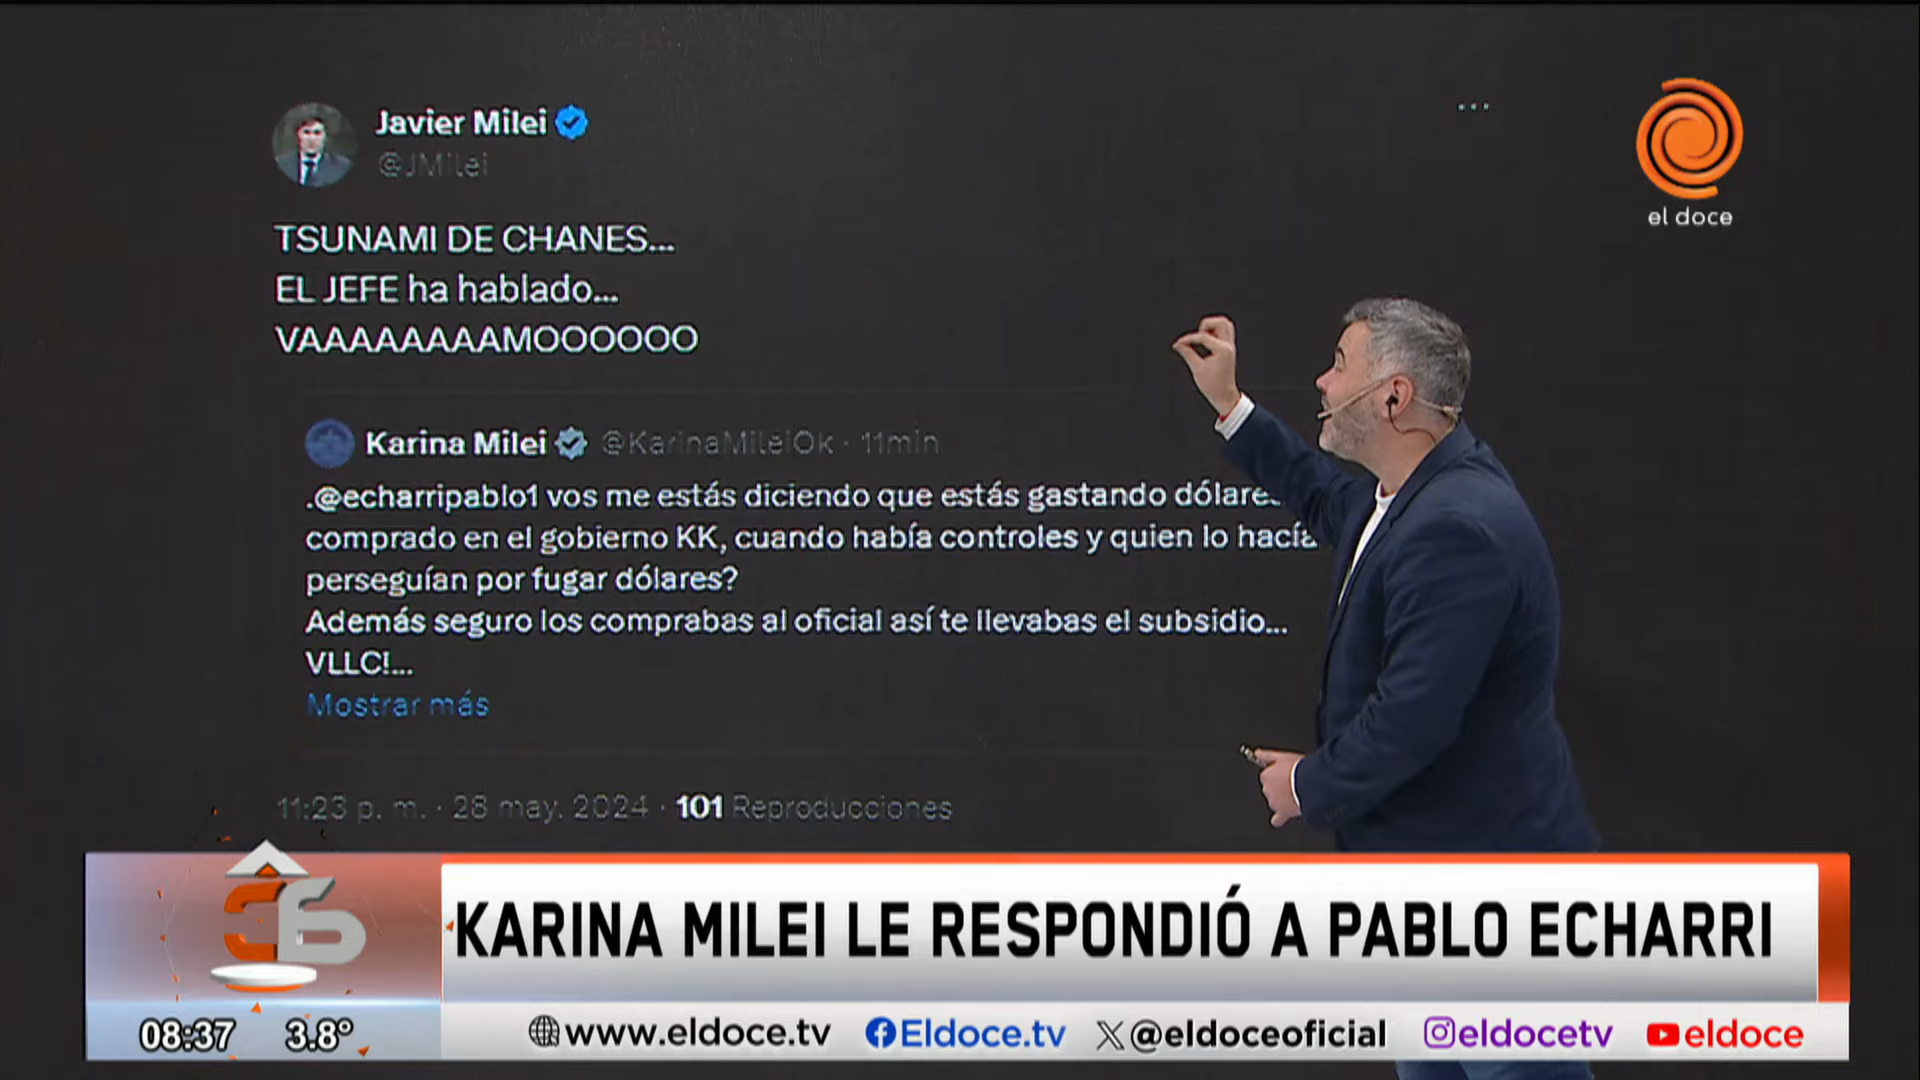 Javier Milei
@JMilei
el doce
TSUNAMI DE CHANES...
EL JEFE ha hablado...
VAAAAAAAAMOOOOOO
Karina Milei @KarinaMileiOk · 11min
.@echarripablo1 vos me estás diciendo que estás gastando
comprado en el gobierno KK, cuando había controles y quien lo hacía
perseguían por fugar dólares?
Además seguro los comprabas al oficial así te llevabas el subsidio...
VLLC!...
Mostrar más
11:23 p. m. · 28 may. 2024 · 101 Reproducciones
36
KARINA MILEI LE RESPONDIÓ A PABLO ECHARRI
08:37 3.8°
www.eldoce.tv Eldoce.tv @eldoceoficial eldocetv eldoce